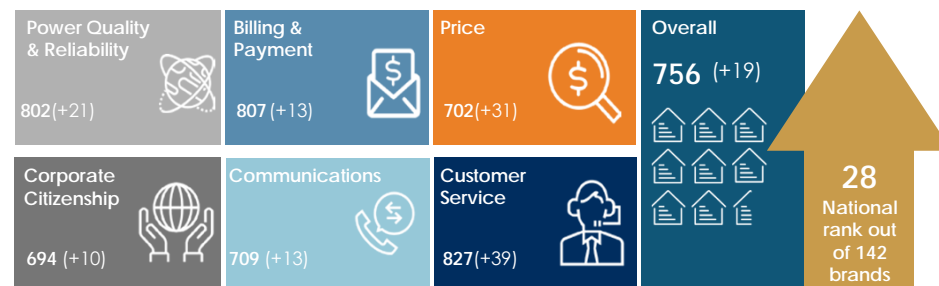 Power Quality
& Reliability
802(+21)
Billing &
Payment
$
807 (+13)
Price
$
702(+31)
Overall
756 (+19)
Corporate
Citizenship
694 (+10)
Communications
709 (+13)
Customer
Service
827(+39)
28
National
rank out
of 142
brands